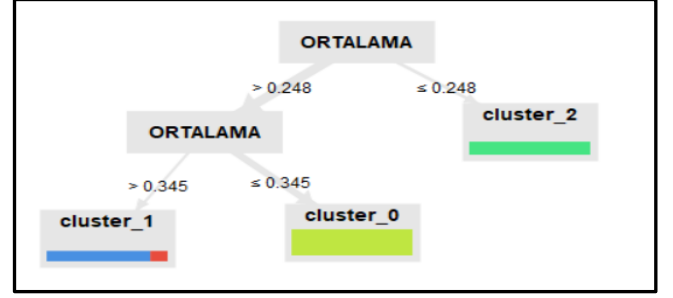 ORTALAMA
> 0.248
≤ 0.248
cluster_2
ORTALAMA
> 0.345
≤ 0.345
cluster_1
cluster_0